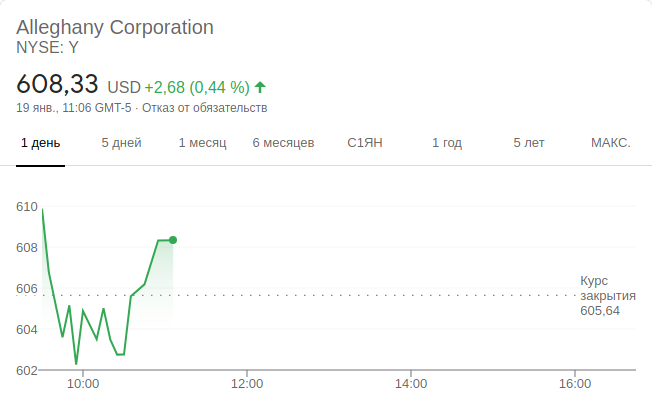 Alleghany Corporation
NYSE: Y
608,33 USD +2,68 (0,44 %)
19 янв., 11:06 GMT-5 · Отказ от обязательств
1 день 5 дней 1 месяц 6 месяцев С1ЯН 1 год 5 лет МАКС.
610
608
606
604
602
Курс
закрытия
605,64
10:00 12:00 14:00 16:00